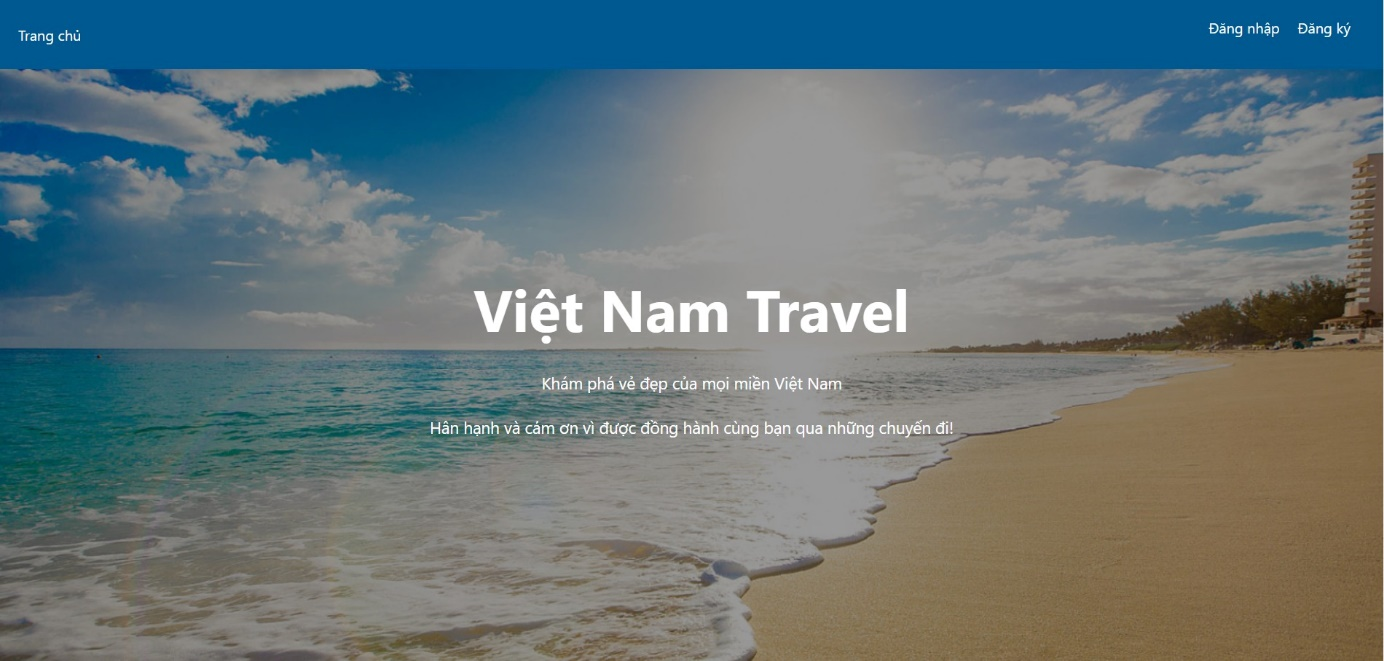 Trang chủ
Đăng nhập Đăng ký
Việt Nam Travel
Khám phá vẻ đẹp của mọi miền Việt Nam
Hân hạnh và cảm ơn vì được đồng hành cùng bạn qua những chuyến đi!